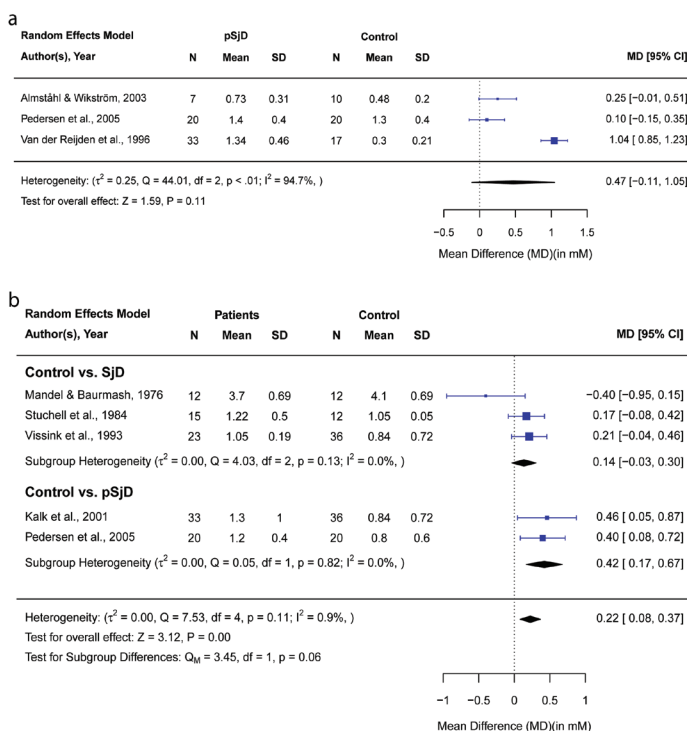 a
Random Effects Model pSjD Control
Author(s), Year N Mean SD N Mean SD MD [95% CI]
Almståhl & Wikström, 2003 7 0.73 0.31 10 0.48 0.2 0.25 [−0.01, 0.51]
Pedersen et al., 2005 20 1.4 0.4 20 1.3 0.4 0.10 [−0.15, 0.35]
Van der Reijden et al., 1996 33 1.34 0.46 17 0.3 0.21 1.04 [ 0.85, 1.23]
Heterogeneity: (τ² = 0.25, Q = 44.01, df = 2, p < .01; I² = 94.7%, ) 0.47 [−0.11, 1.05]
Test for overall effect: Z = 1.59, P = 0.11
−0.5 0 0.5 1 1.5
Mean Difference (MD)(in mM)
b
Random Effects Model Patients Control
Author(s), Year N Mean SD N Mean SD MD [95% CI]
Control vs. SjD
Mandel & Baurmash, 1976 12 3.7 0.69 12 4.1 0.69 −0.40 [−0.95, 0.15]
Stuchell et al., 1984 15 1.22 0.5 12 1.05 0.05 0.17 [−0.08, 0.42]
Vissink et al., 1993 23 1.05 0.19 36 0.84 0.72 0.21 [−0.04, 0.46]
Subgroup Heterogeneity (τ² = 0.00, Q = 4.03, df = 2, p = 0.13; I² = 0.0%, ) 0.14 [−0.03, 0.30]
Control vs. pSjD
Kalk et al., 2001 33 1.3 1 36 0.84 0.72 0.46 [ 0.05, 0.87]
Pedersen et al., 2005 20 1.2 0.4 20 0.8 0.6 0.40 [ 0.08, 0.72]
Subgroup Heterogeneity (τ² = 0.00, Q = 0.05, df = 1, p = 0.82; I² = 0.0%, ) 0.42 [ 0.17, 0.67]
Heterogeneity: (τ² = 0.00, Q = 7.53, df = 4, p = 0.11; I² = 0.9%, ) 0.22 [ 0.08, 0.37]
Test for overall effect: Z = 3.12, P = 0.00
Test for Subgroup Differences: Q_M = 3.45, df = 1, p = 0.06
−1 −0.5 0 0.5 1
Mean Difference (MD)(in mM)